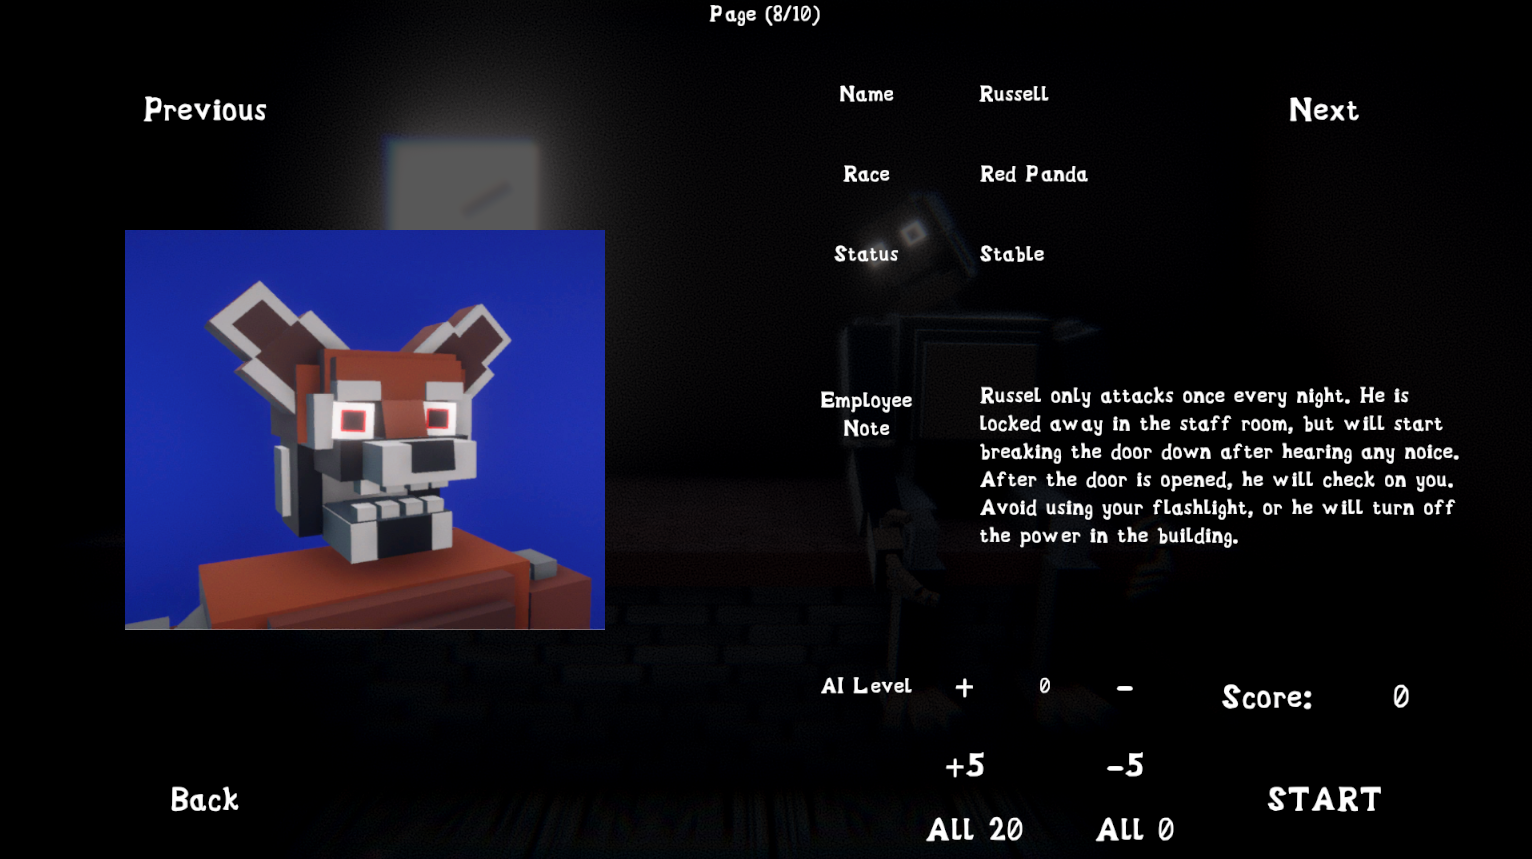 Page (8/10)
Previous
Next
Name Russell
Race Red Panda
Status Stable
Employee
Note
Russel only attacks once every night. He is
locked away in the staff room, but will start
breaking the door down after hearing any noice.
After the door is opened, he will check on you.
Avoid using your flashlight, or he will turn off
the power in the building.
AI Level + 0 -
Score: 0
+5 -5
Back
START
All 20 All 0